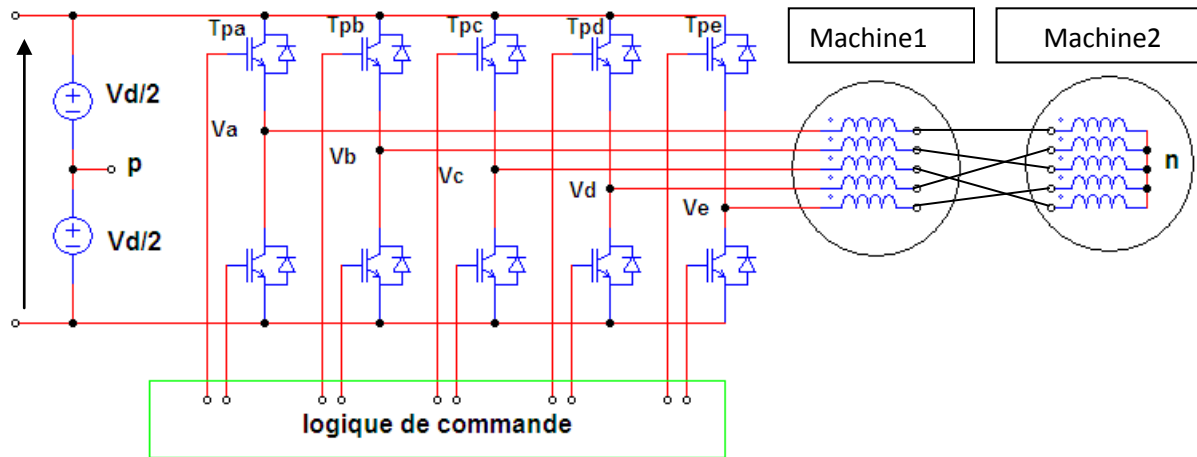 Tpa Tpb Tpc Tpd Tpe
Machine1
Machine2
Vd/2
p
Vd/2
Va
Vb
Vc
Vd
Ve
n
logique de commande